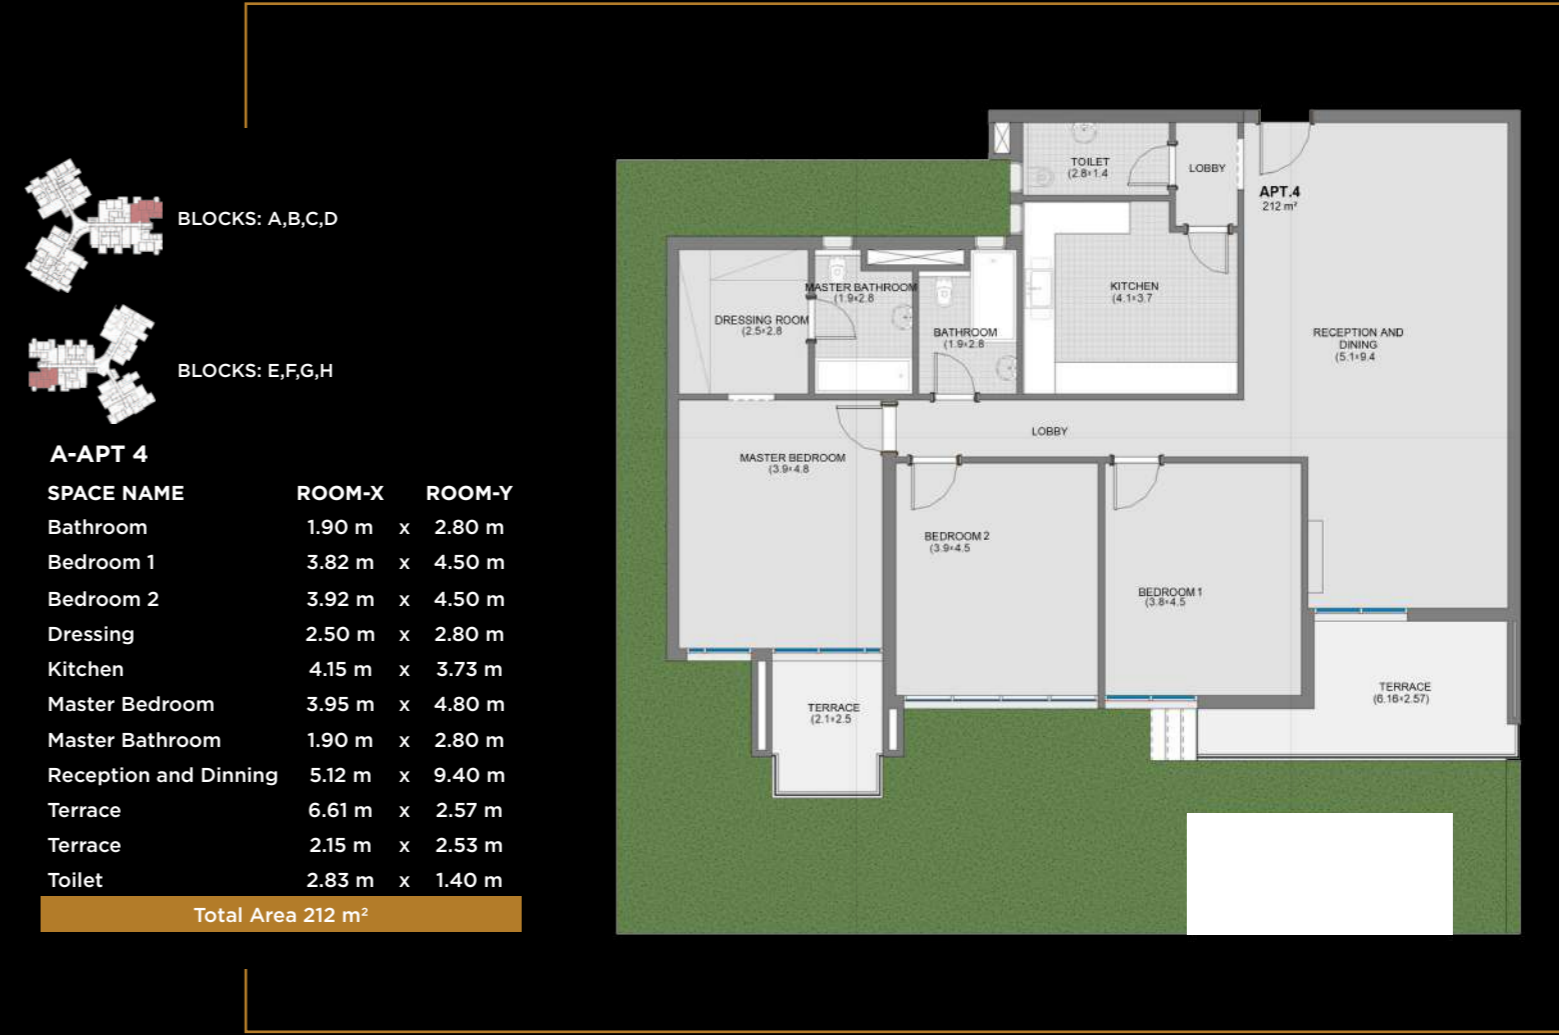 BLOCKS: A,B,C,D
BLOCKS: E,F,G,H
A-APT 4
SPACE NAME ROOM-X ROOM-Y
Bathroom 1.90 m x 2.80 m
Bedroom 1 3.82 m x 4.50 m
Bedroom 2 3.92 m x 4.50 m
Dressing 2.50 m x 2.80 m
Kitchen 4.15 m x 3.73 m
Master Bedroom 3.95 m x 4.80 m
Master Bathroom 1.90 m x 2.80 m
Reception and Dinning 5.12 m x 9.40 m
Terrace 6.61 m x 2.57 m
Terrace 2.15 m x 2.53 m
Toilet 2.83 m x 1.40 m
Total Area 212 m²
TOILET
(2.8×1.4
LOBBY
APT.4
212 m²
MASTER BATHROOM
(1.9×2.8
DRESSING ROOM
(2.5×2.8
BATHROOM
(1.9×2.8
KITCHEN
(4.1×3.7
RECEPTION AND
DINING
(5.1×9.4
LOBBY
MASTER BEDROOM
(3.9×4.8
BEDROOM 2
(3.9×4.5
BEDROOM 1
(3.8×4.5
TERRACE
(2.1×2.5
TERRACE
(6.16×2.57)